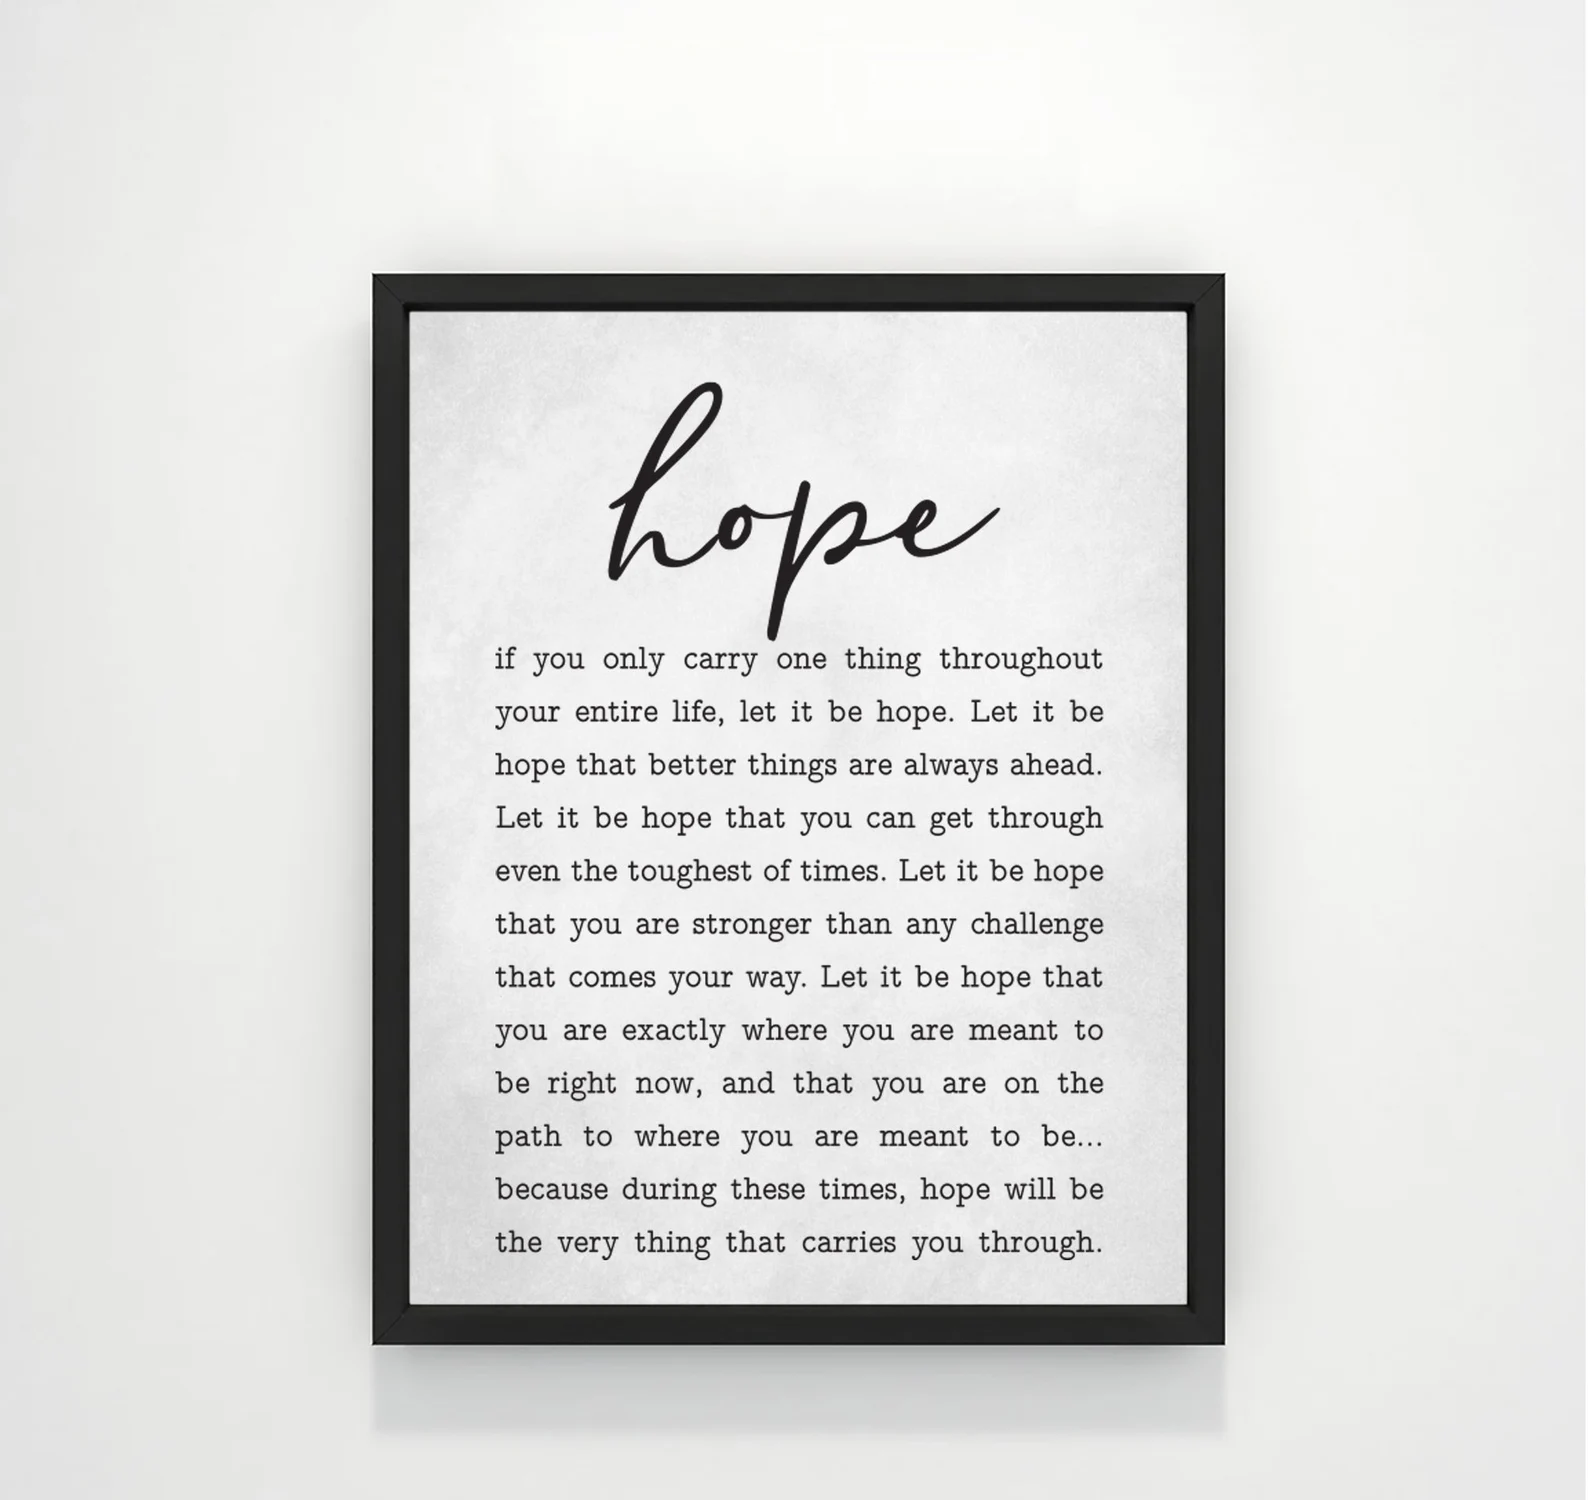 hope
if you only carry one thing throughout
your entire life, let it be hope. Let it be
hope that better things are always ahead.
Let it be hope that you can get through
even the toughest of times. Let it be hope
that you are stronger than any challenge
that comes your way. Let it be hope that
you are exactly where you are meant to
be right now, and that you are on the
path to where you are meant to be...
because during these times, hope will be
the very thing that carries you through.